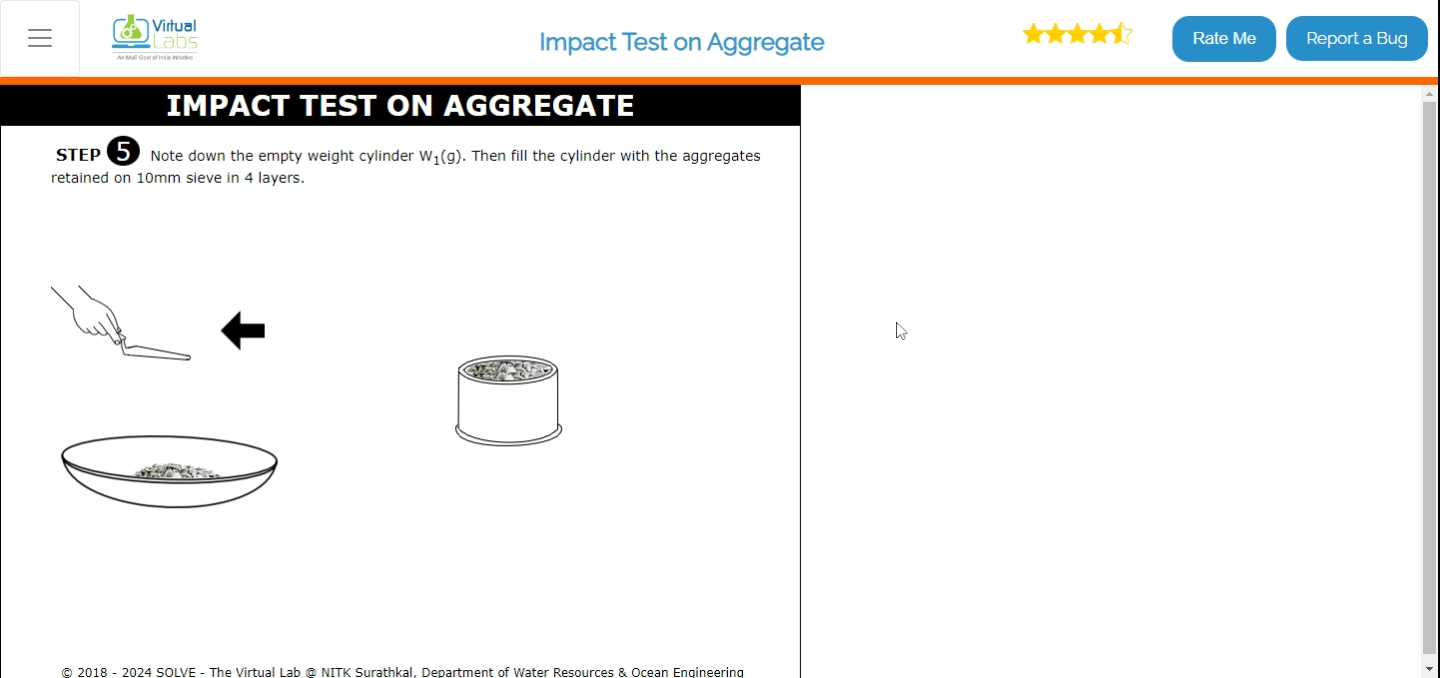 Virtual
Labs
An MoE Govt of India Initiative
Impact Test on Aggregate
Rate Me
Report a Bug
IMPACT TEST ON AGGREGATE
STEP 5 Note down the empty weight cylinder W1(g). Then fill the cylinder with the aggregates
retained on 10mm sieve in 4 layers.
© 2018 - 2024 SOLVE - The Virtual Lab @ NITK Surathkal, Department of Water Resources & Ocean Engineering